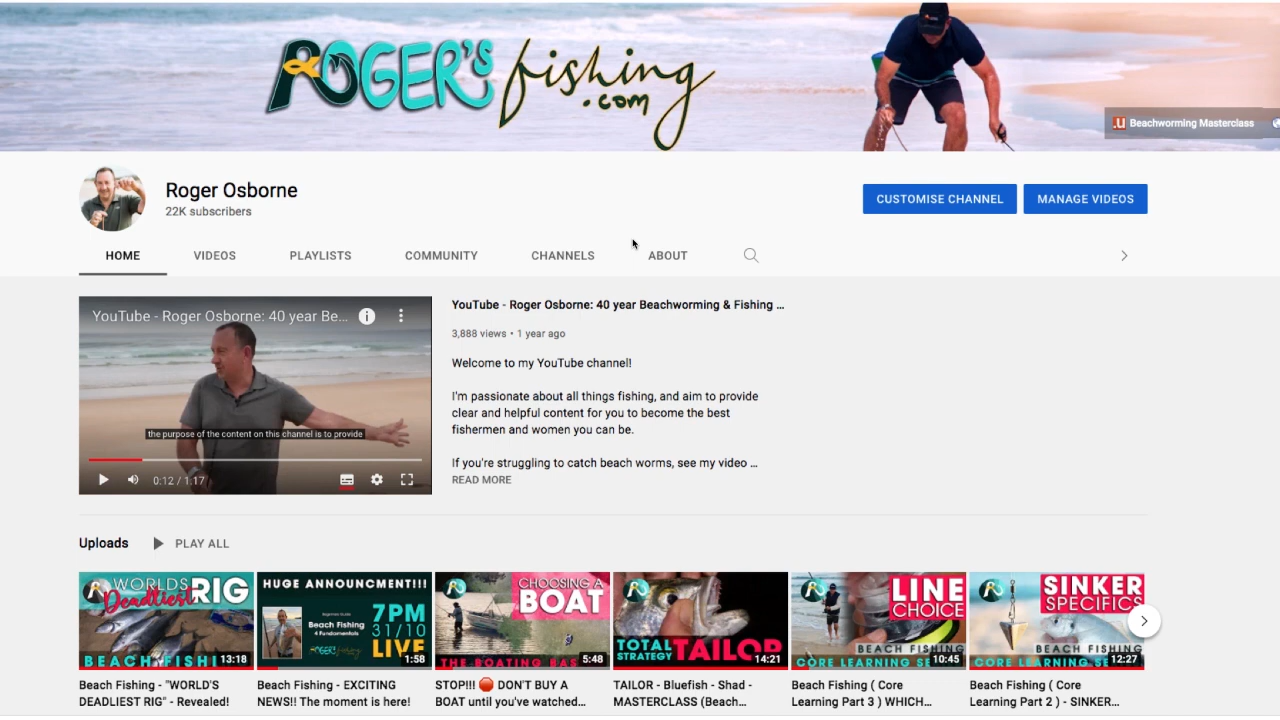 ROGER'S fishing
.com
.U Beachworming Masterclass
Roger Osborne
22K subscribers
CUSTOMISE CHANNEL
MANAGE VIDEOS
HOME
VIDEOS
PLAYLISTS
COMMUNITY
CHANNELS
ABOUT
YouTube - Roger Osborne: 40 year Be...
the purpose of the content on this channel is to provide
0:12 / 1:17
YouTube - Roger Osborne: 40 year Beachworming & Fishing ...
3,888 views • 1 year ago
Welcome to my YouTube channel!
I'm passionate about all things fishing, and aim to provide
clear and helpful content for you to become the best
fishermen and women you can be.
If you're struggling to catch beach worms, see my video ...
READ MORE
Uploads
PLAY ALL
WORLDS
Deadliest RIG
BEACH FISHI
13:18
Beach Fishing - "WORLD'S
DEADLIEST RIG" - Revealed!
HUGE ANNOUNCMENT!!!
Beach Fishing
4 Fundamentals
ROGER'S fishing
7PM
31/10
LIVE
1:58
Beach Fishing - EXCITING
NEWS!! The moment is here!
CHOOSING A
BOAT
THE BOATING BAS
5:48
STOP!!! 🛑 DON'T BUY A
BOAT until you've watched...
TOTAL
STRATEGY TAILOR
14:21
TAILOR - Bluefish - Shad -
MASTERCLASS (Beach...
LINE
CHOICE
BEACH FISHING
CORE LEARNING SE
10:45
Beach Fishing ( Core
Learning Part 3 ) WHICH...
SINKER
SPECIFICS
BEACH FISHING
CORE LEARNING SE
12:27
Beach Fishing ( Core
Learning Part 2 ) - SINKER...